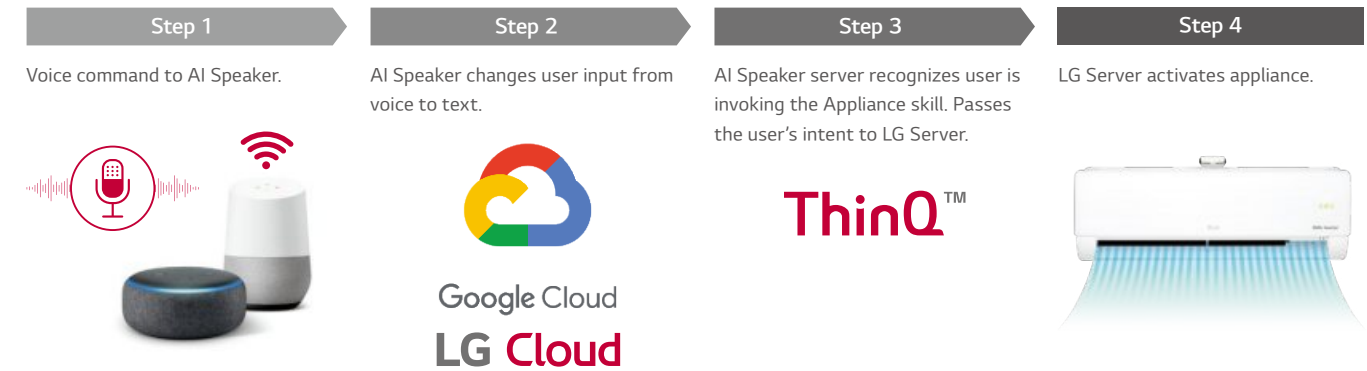 Step 1
Voice command to AI Speaker.
Step 2
AI Speaker changes user input from
voice to text.
Google Cloud
LG Cloud
Step 3
AI Speaker server recognizes user is
invoking the Appliance skill. Passes
the user's intent to LG Server.
ThinQ™
Step 4
LG Server activates appliance.